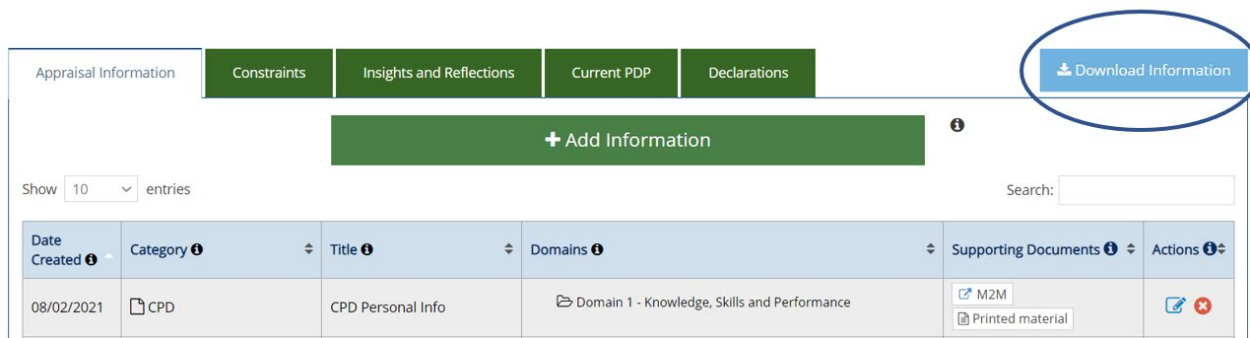 Appraisal Information
Constraints
Insights and Reflections
Current PDP
Declarations
Download Information
+ Add Information
Show 10 entries
Search:
Date Created
Category
Title
Domains
Supporting Documents
Actions
08/02/2021
CPD
CPD Personal Info
Domain 1 - Knowledge, Skills and Performance
M2M
Printed material